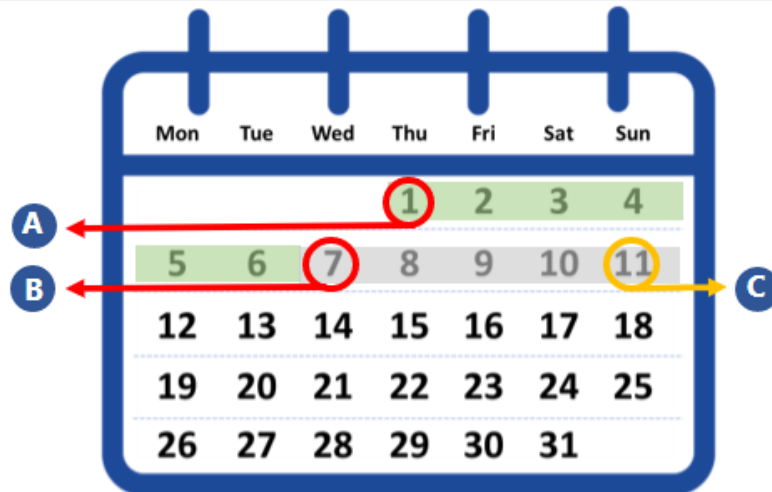 Mon Tue Wed Thu Fri Sat Sun
1 2 3 4
A
5 6 7 8 9 10 11
B
C
12 13 14 15 16 17 18
19 20 21 22 23 24 25
26 27 28 29 30 31